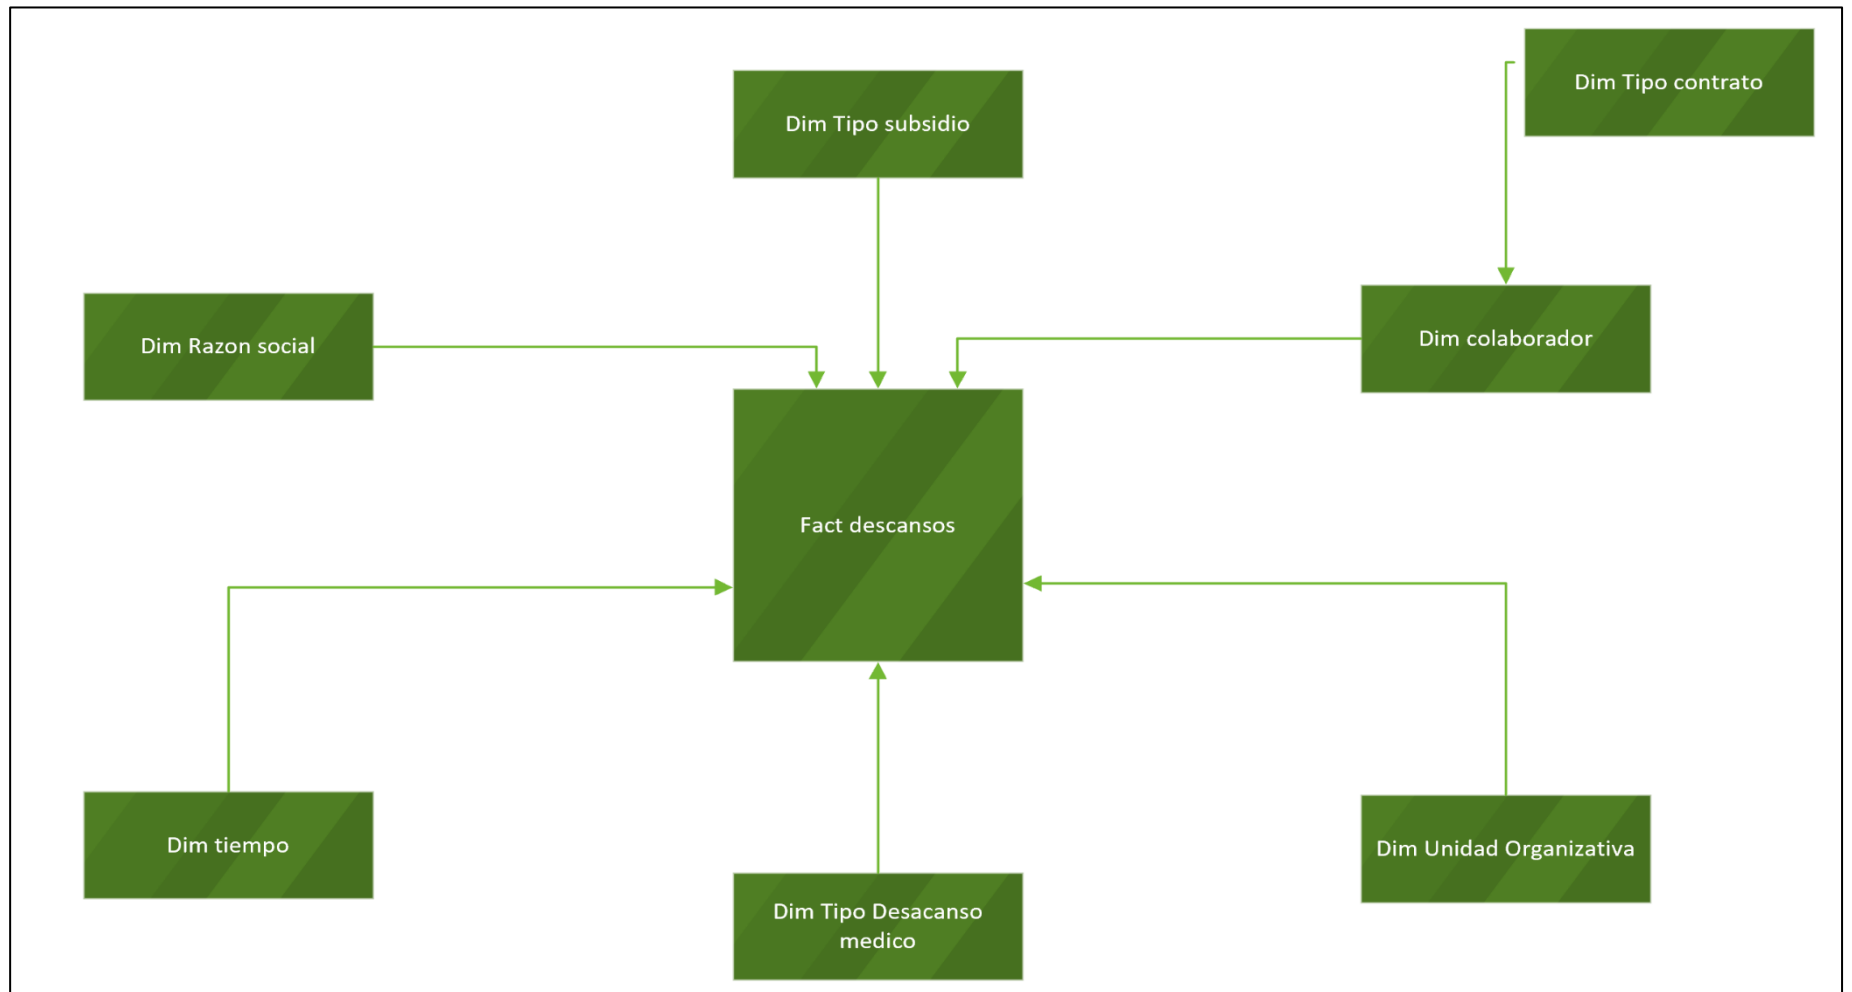 Dim Tipo contrato
Dim Tipo subsidio
Dim Razon social
Dim colaborador
Fact descansos
Dim tiempo
Dim Unidad Organizativa
Dim Tipo Desacanso
medico